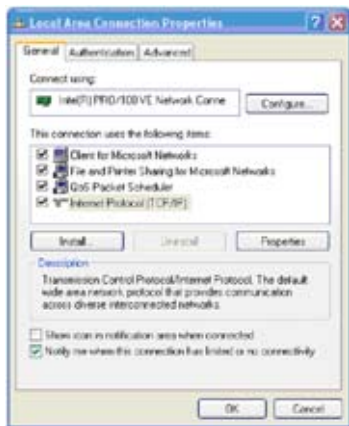 Local Area Connection Properties
General Authentication Advanced
Connect using:
Intel(R) PRO/100 VE Network Conne
Configure...
This connection uses the following items:
Client for Microsoft Networks
File and Printer Sharing for Microsoft Networks
QoS Packet Scheduler
Internet Protocol (TCP/IP)
Install... Uninstall Properties
Description
Transmission Control Protocol/Internet Protocol. The default
wide area network protocol that provides communication
across diverse interconnected networks.
Show icon in notification area when connected
Notify me when this connection has limited or no connectivity
OK Cancel